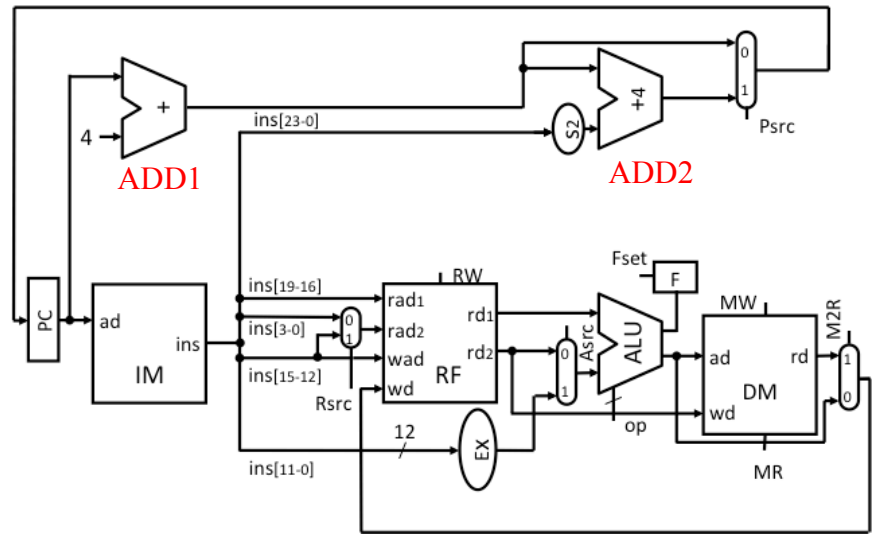 0
+
+4
1
ins[23-0]
S2
4
Psrc
ADD1
ADD2
Fset
F
RW
ins[19-16]
MW
M2R
PC
ad
rad1
rd1
0
ins[3-0]
1
rad2
Asrc
ALU
ins
rd2
0
ad
rd
1
IM
wad
ins[15-12]
RF
DM
wd
1
0
Rsrc
wd
op
12
EX
MR
ins[11-0]